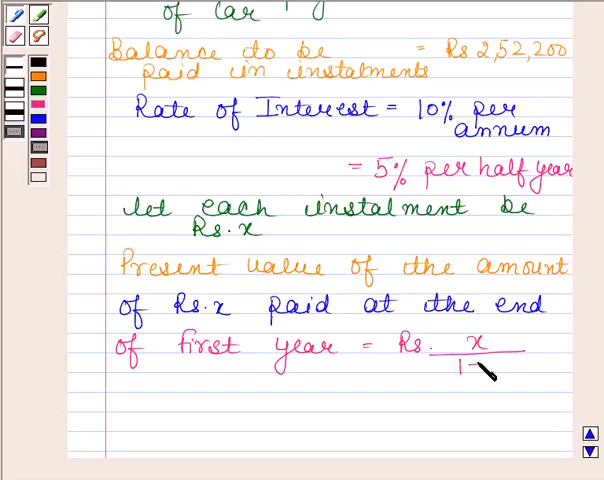 of Car
Balance to be = Rs 2,52,200
paid in instalments
Rate of Interest = 10% per
annum
= 5% per half year
let each instalment be
Rs. x
Present value of the amount
of Rs. x paid at the end
of first year = Rs. x
1